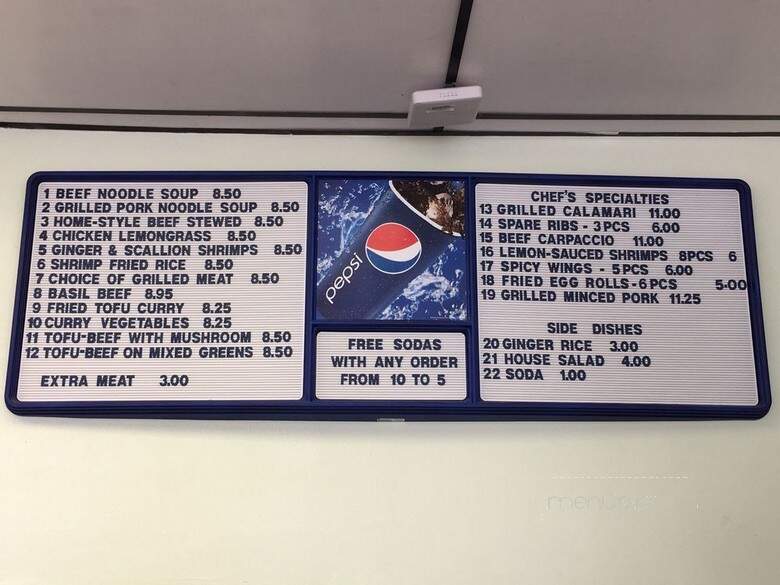 1 BEEF NOODLE SOUP 8.50
2 GRILLED PORK NOODLE SOUP 8.50
3 HOME-STYLE BEEF STEWED 8.50
4 CHICKEN LEMONGRASS 8.50
5 GINGER & SCALLION SHRIMPS 8.50
6 SHRIMP FRIED RICE 8.50
7 CHOICE OF GRILLED MEAT 8.50
8 BASIL BEEF 8.95
9 FRIED TOFU CURRY 8.25
10 CURRY VEGETABLES 8.25
11 TOFU-BEEF WITH MUSHROOM 8.50
12 TOFU-BEEF ON MIXED GREENS 8.50
EXTRA MEAT 3.00
pepsi
FREE SODAS
WITH ANY ORDER
FROM 10 TO 5
CHEF'S SPECIALTIES
13 GRILLED CALAMARI 11.00
14 SPARE RIBS - 3 PCS 6.00
15 BEEF CARPACCIO 11.00
16 LEMON-SAUCED SHRIMPS 8PCS 6
17 SPICY WINGS - 5 PCS 6.00
18 FRIED EGG ROLLS - 6 PCS 5.00
19 GRILLED MINCED PORK 11.25
SIDE DISHES
20 GINGER RICE 3.00
21 HOUSE SALAD 4.00
22 SODA 1.00